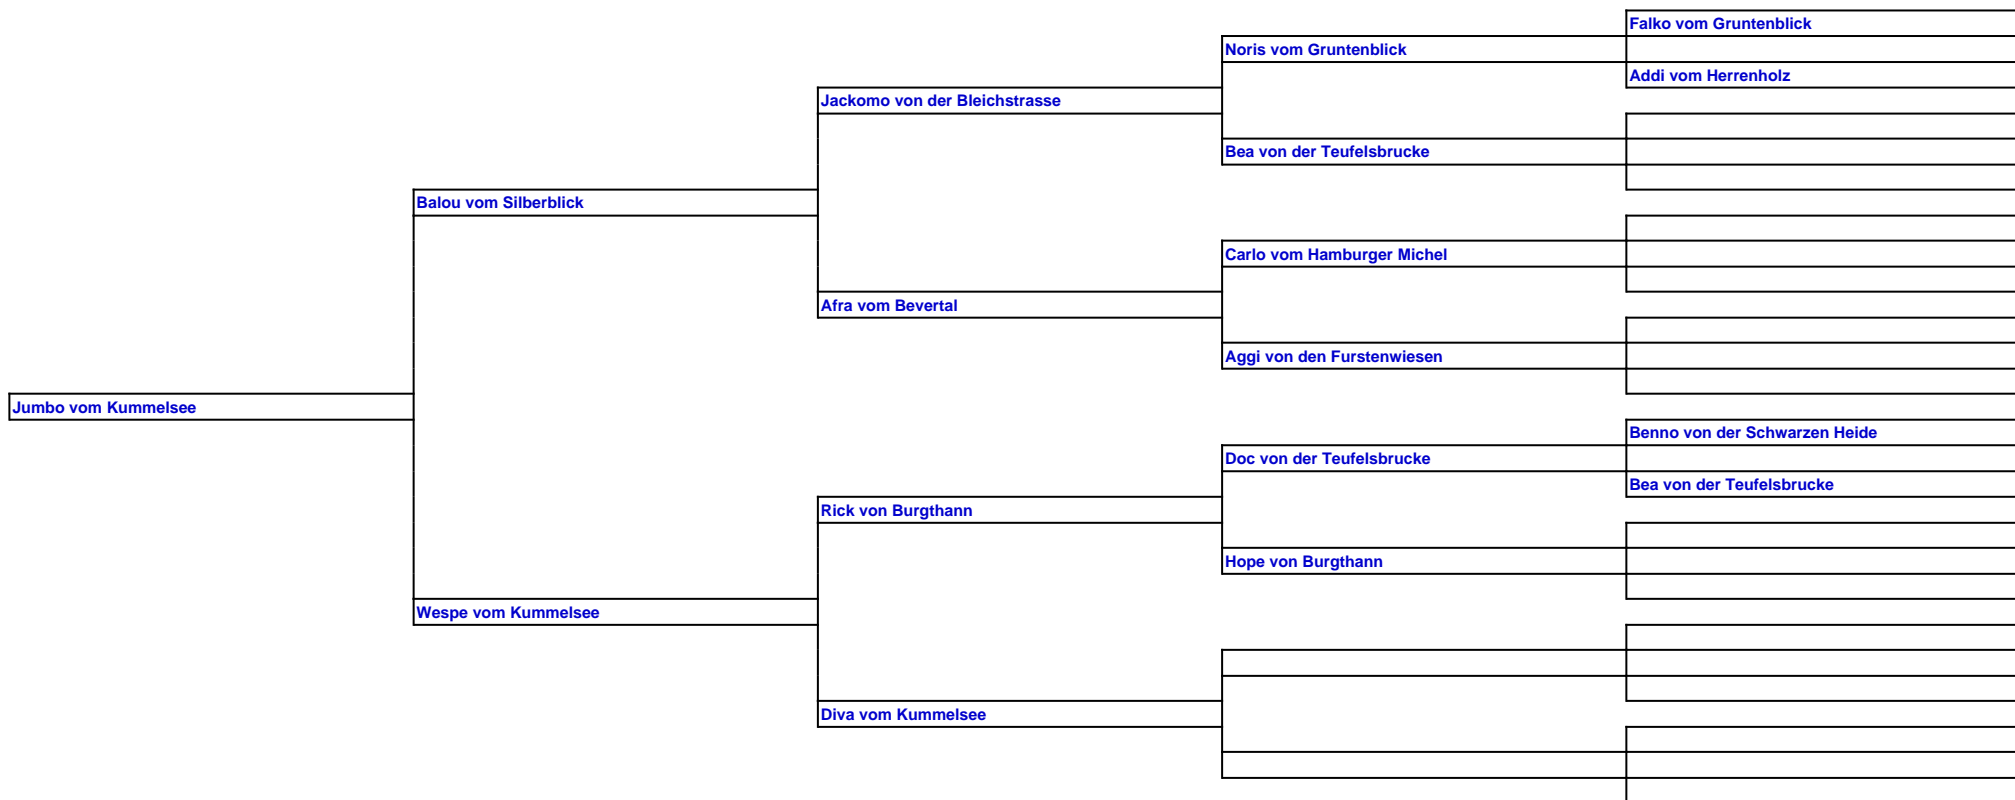 Falko vom Gruntenblick
Noris vom Gruntenblick
Addi vom Herrenholz
Jackomo von der Bleichstrasse
Bea von der Teufelsbrucke
Balou vom Silberblick
Carlo vom Hamburger Michel
Afra vom Bevertal
Aggi von den Furstenwiesen
Jumbo vom Kummelsee
Benno von der Schwarzen Heide
Doc von der Teufelsbrucke
Bea von der Teufelsbrucke
Rick von Burgthann
Hope von Burgthann
Wespe vom Kummelsee
Diva vom Kummelsee